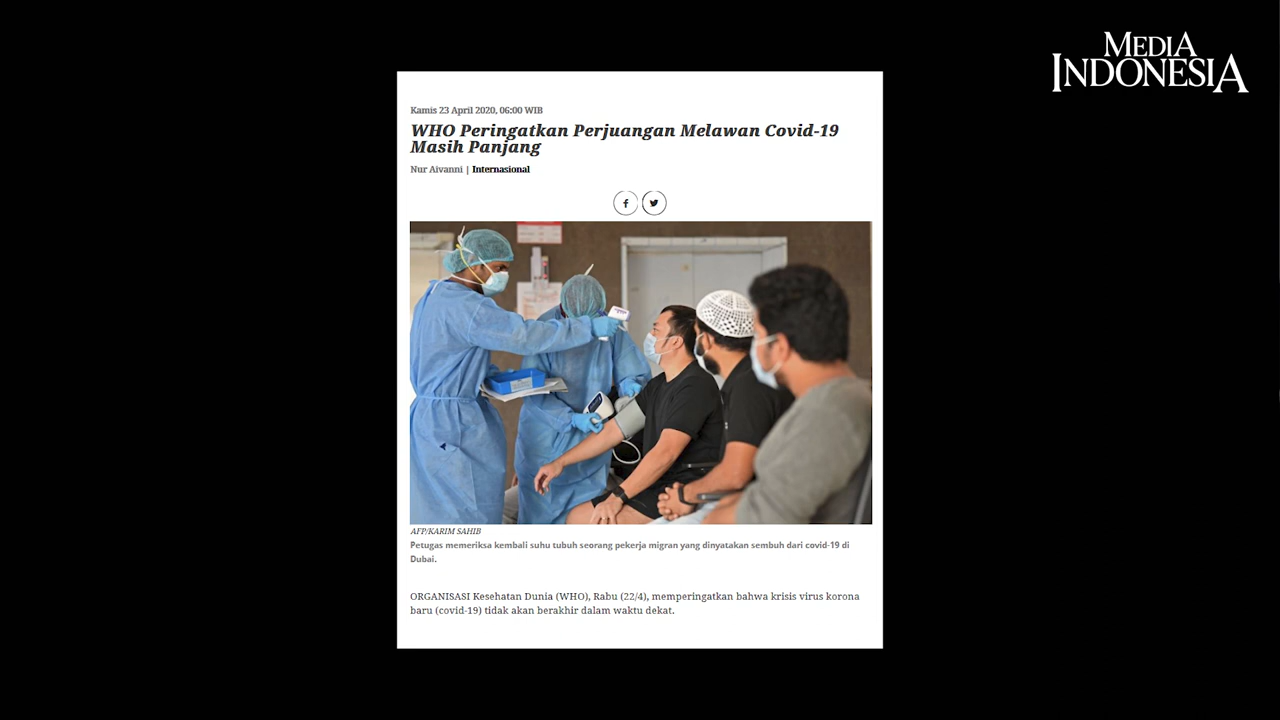 MEDIA
INDONESIA
Kamis 23 April 2020, 06:00 WIB
WHO Peringatkan Perjuangan Melawan Covid-19
Masih Panjang
Nur Aivanni | Internasional
AFP/KARIM SAHIB
Petugas memeriksa kembali suhu tubuh seorang pekerja migran yang dinyatakan sembuh dari covid-19 di
Dubai.
ORGANISASI Kesehatan Dunia (WHO), Rabu (22/4), memperingatkan bahwa krisis virus korona
baru (covid-19) tidak akan berakhir dalam waktu dekat.